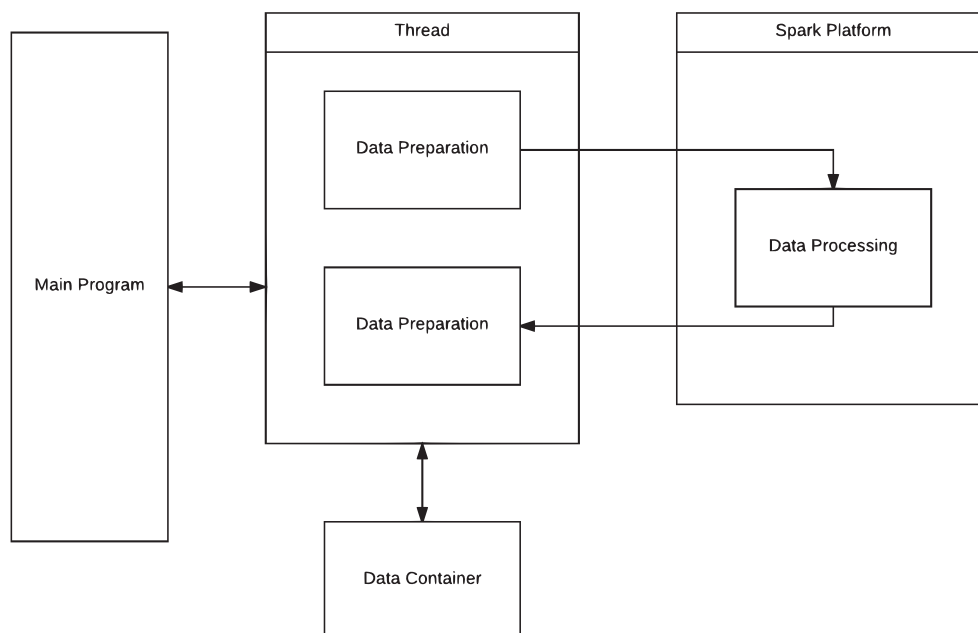 Thread
Spark Platform
Data Preparation
Data Processing
Main Program
Data Preparation
Data Container